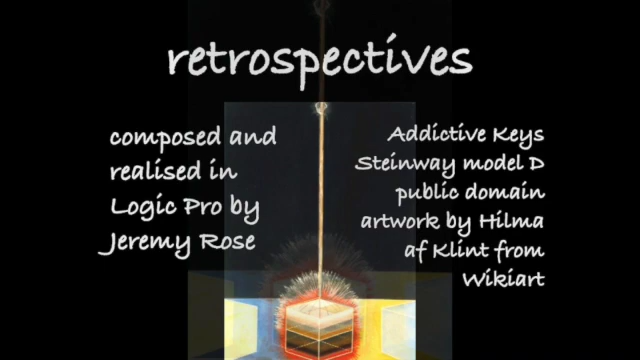 retrospectives
composed and
realised in
Logic Pro by
Jeremy Rose
Addictive Keys
Steinway model D
public domain
artwork by Hilma
af Klint from
Wikiart